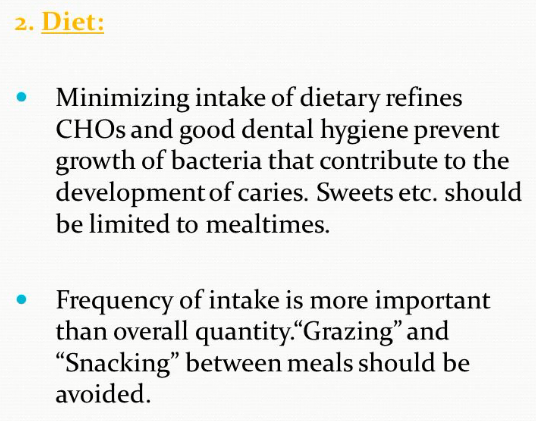 2. Diet:
Minimizing intake of dietary refines
CHOs and good dental hygiene prevent
growth of bacteria that contribute to the
development of caries. Sweets etc. should
be limited to mealtimes.
Frequency of intake is more important
than overall quantity.“Grazing” and
“Snacking” between meals should be
avoided.